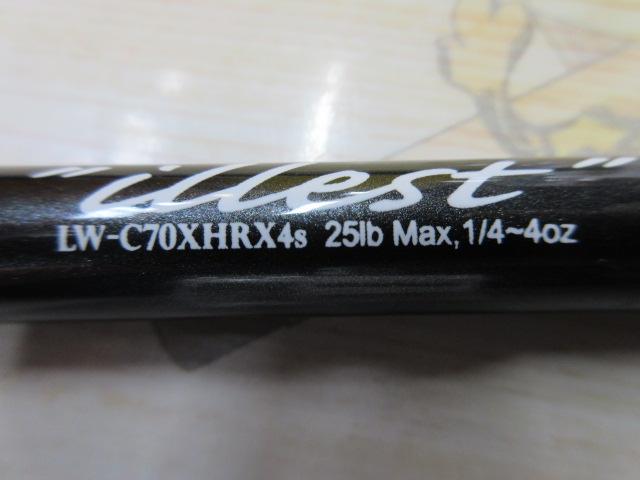 "illest"
LW-C70XHRX4s 25lb Max, 1/4~4oz